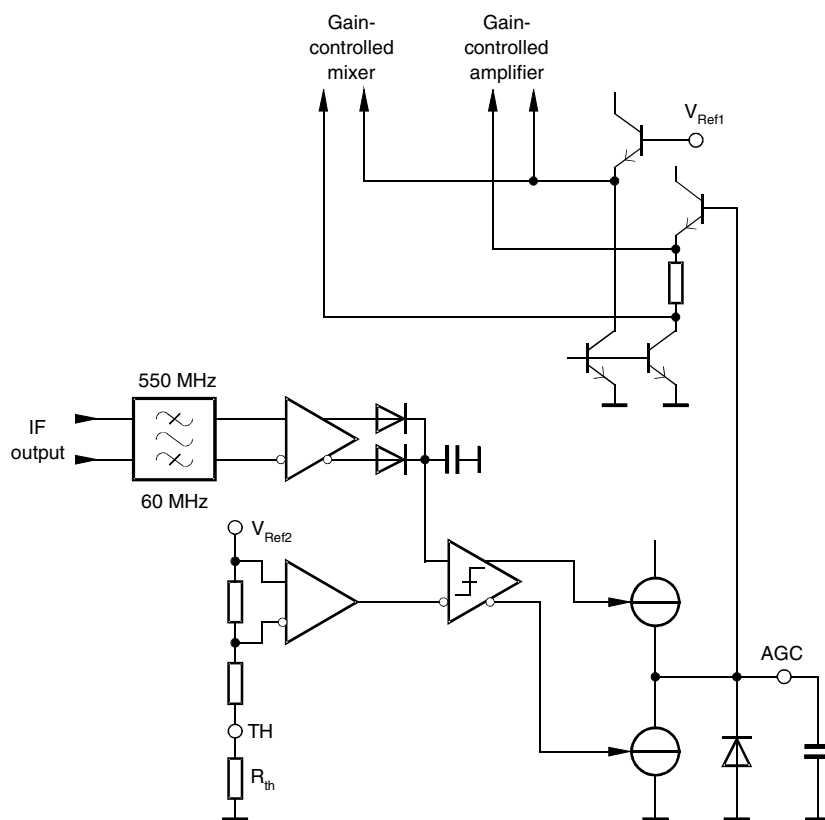 Gain-
controlled
mixer
Gain-
controlled
amplifier
VRef1
550 MHz
IF
output
60 MHz
VRef2
AGC
TH
Rth